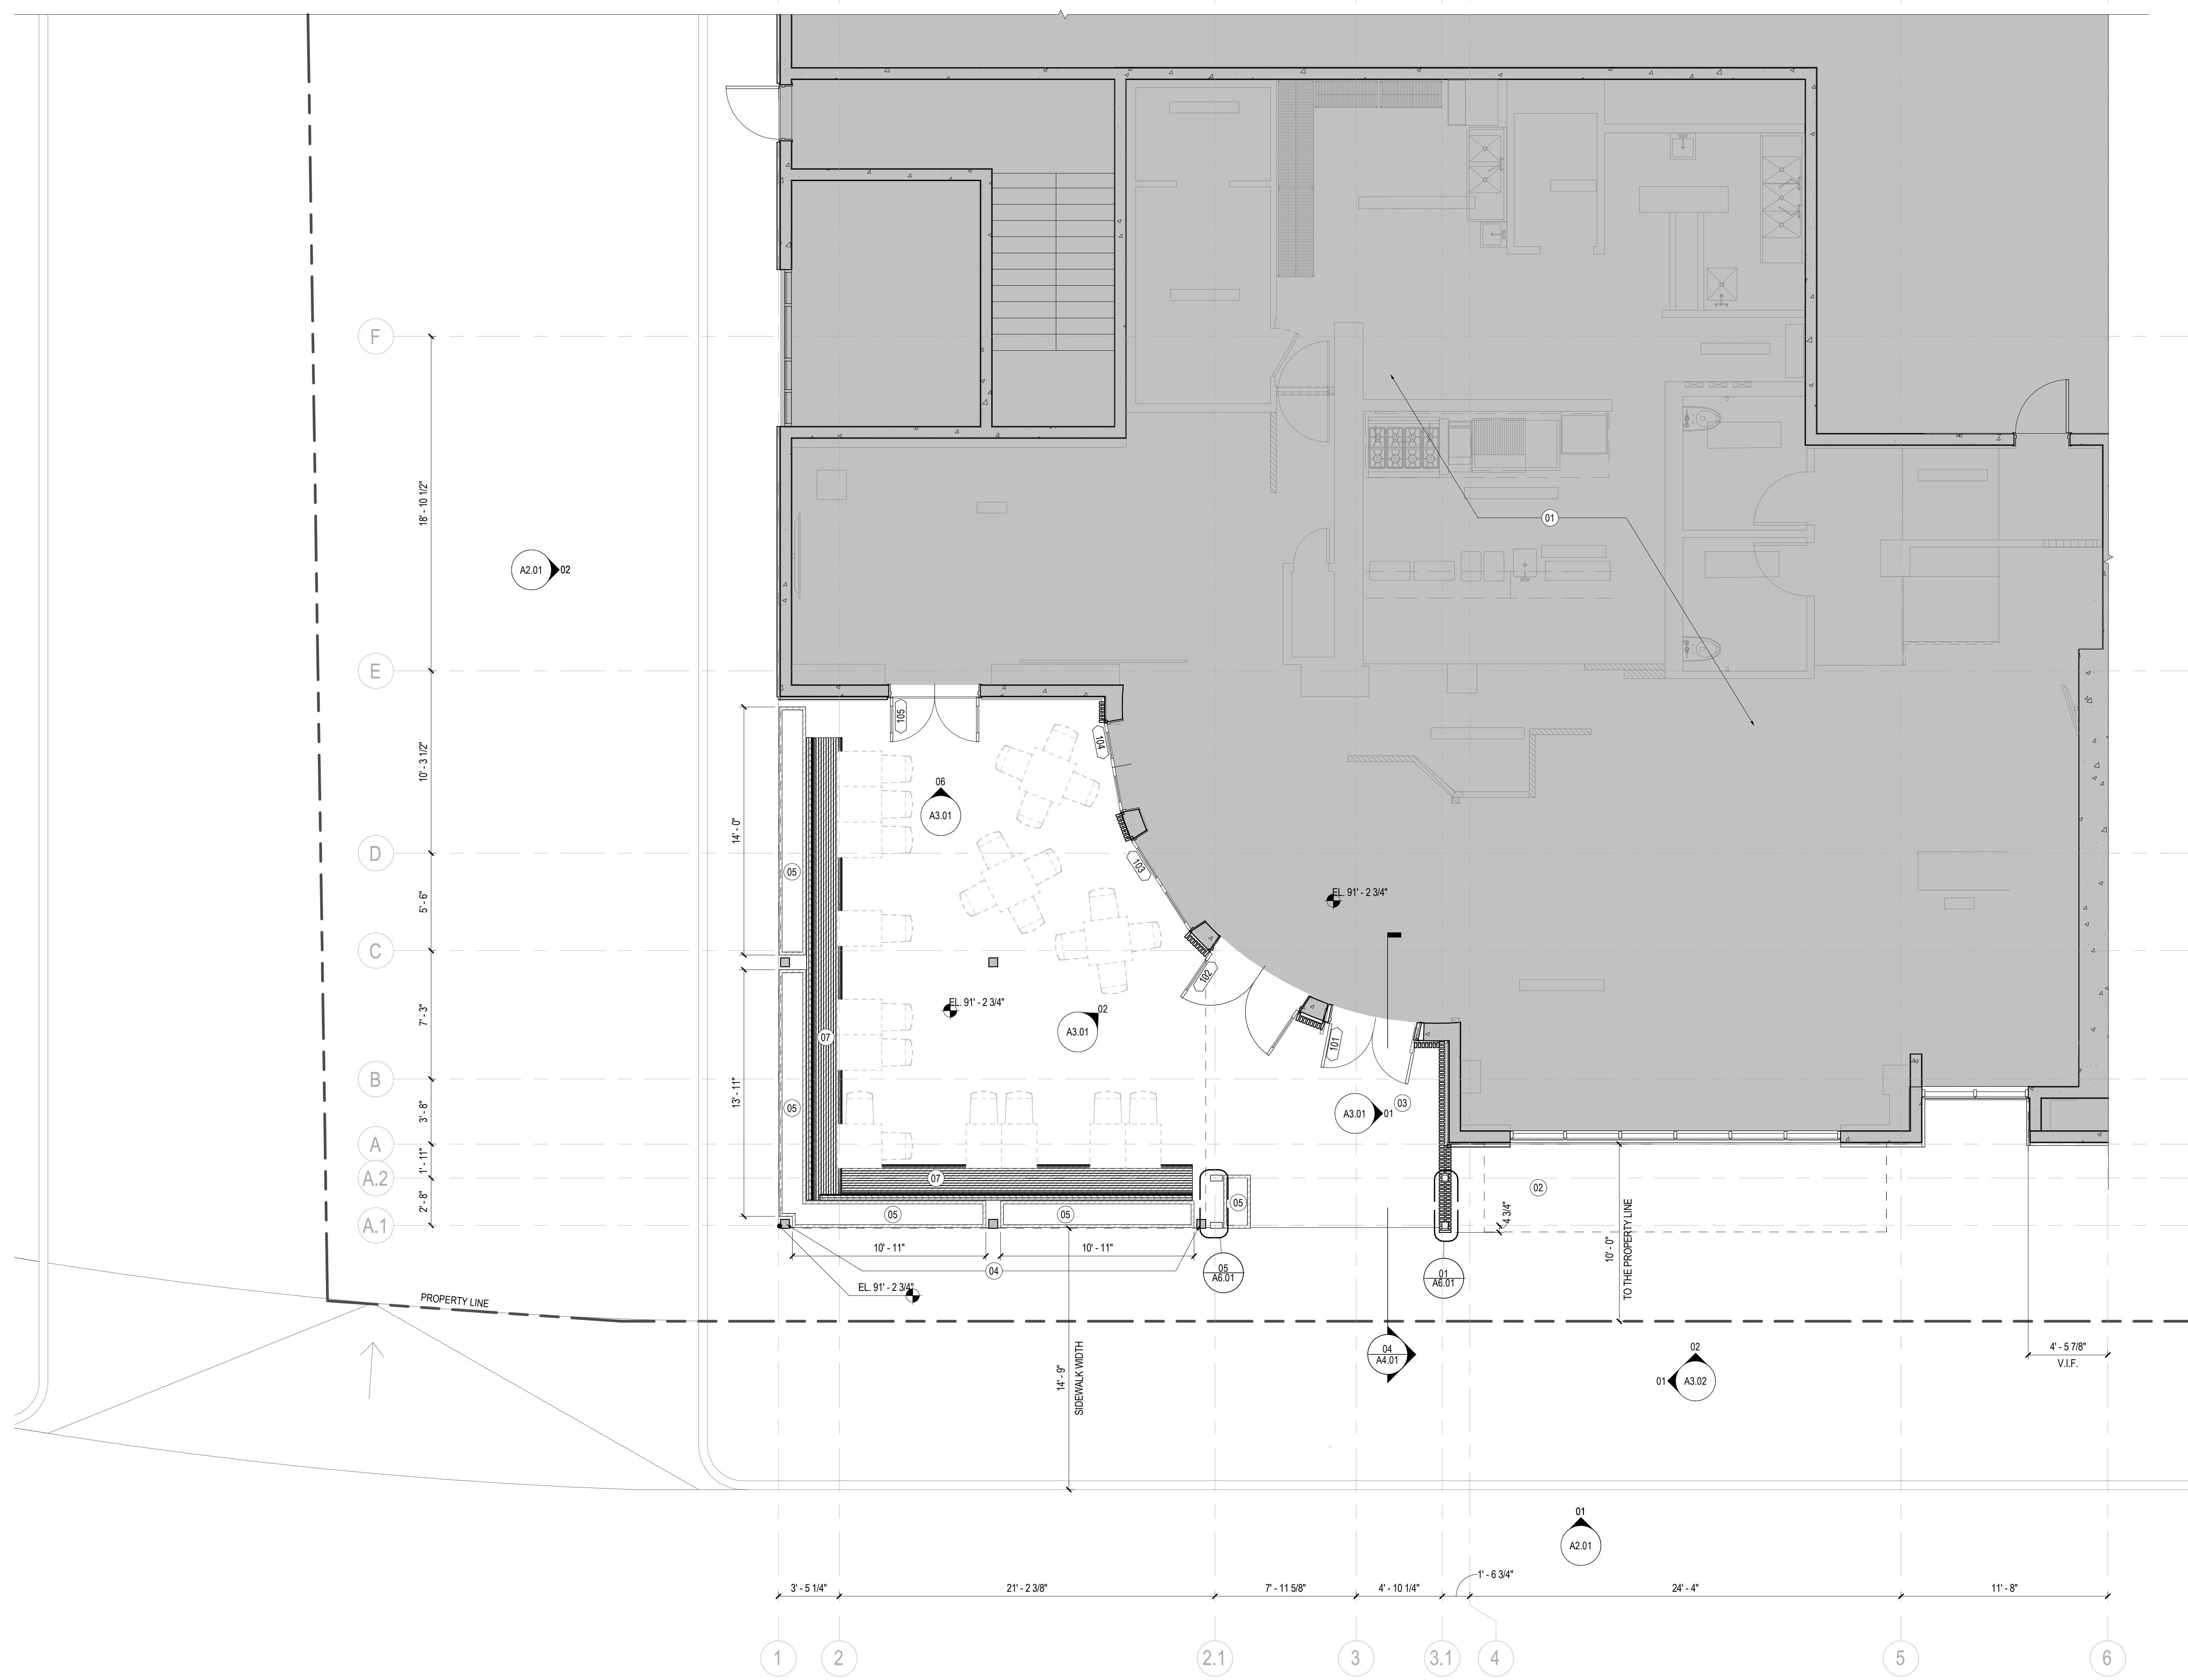 F
18' - 10 1/2"
01
A2.01
02
E
105
104
10' - 3 1/2"
06
A3.01
14' - 0"
D
103
05
EL. 91' - 2 3/4"
5' - 6"
C
102
EL. 91' - 2 3/4"
02
A3.01
7' - 3"
07
101
B
13' - 11"
05
03
A3.01
01
3' - 8"
A
1' - 11"
A.2
07
02
2' - 8"
05
05
05
4 3/4"
A.1
10' - 11"
10' - 11"
10' - 0"
TO THE PROPERTY LINE
04
05
A6.01
01
A6.01
EL. 91' - 2 3/4"
PROPERTY LINE
14' - 9"
SIDEWALK WIDTH
04
A4.01
02
01
A3.02
4' - 5 7/8"
V.I.F.
01
A2.01
3' - 5 1/4"
21' - 2 3/8"
7' - 11 5/8"
4' - 10 1/4"
1' - 6 3/4"
24' - 4"
11' - 8"
1
2
2.1
3
3.1
4
5
6